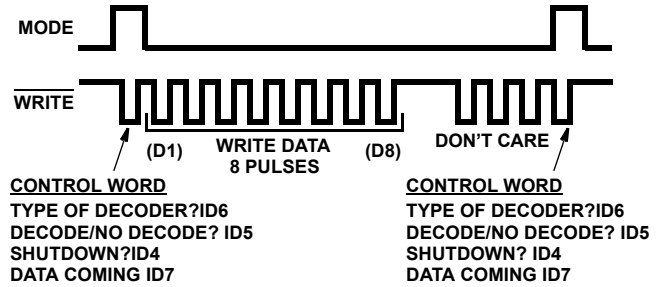 MODE
WRITE
(D1)
WRITE DATA
8 PULSES
(D8)
DON'T CARE
CONTROL WORD
TYPE OF DECODER?ID6
DECODE/NO DECODE? ID5
SHUTDOWN?ID4
DATA COMING ID7
CONTROL WORD
TYPE OF DECODER?ID6
DECODE/NO DECODE? ID5
SHUTDOWN? ID4
DATA COMING ID7